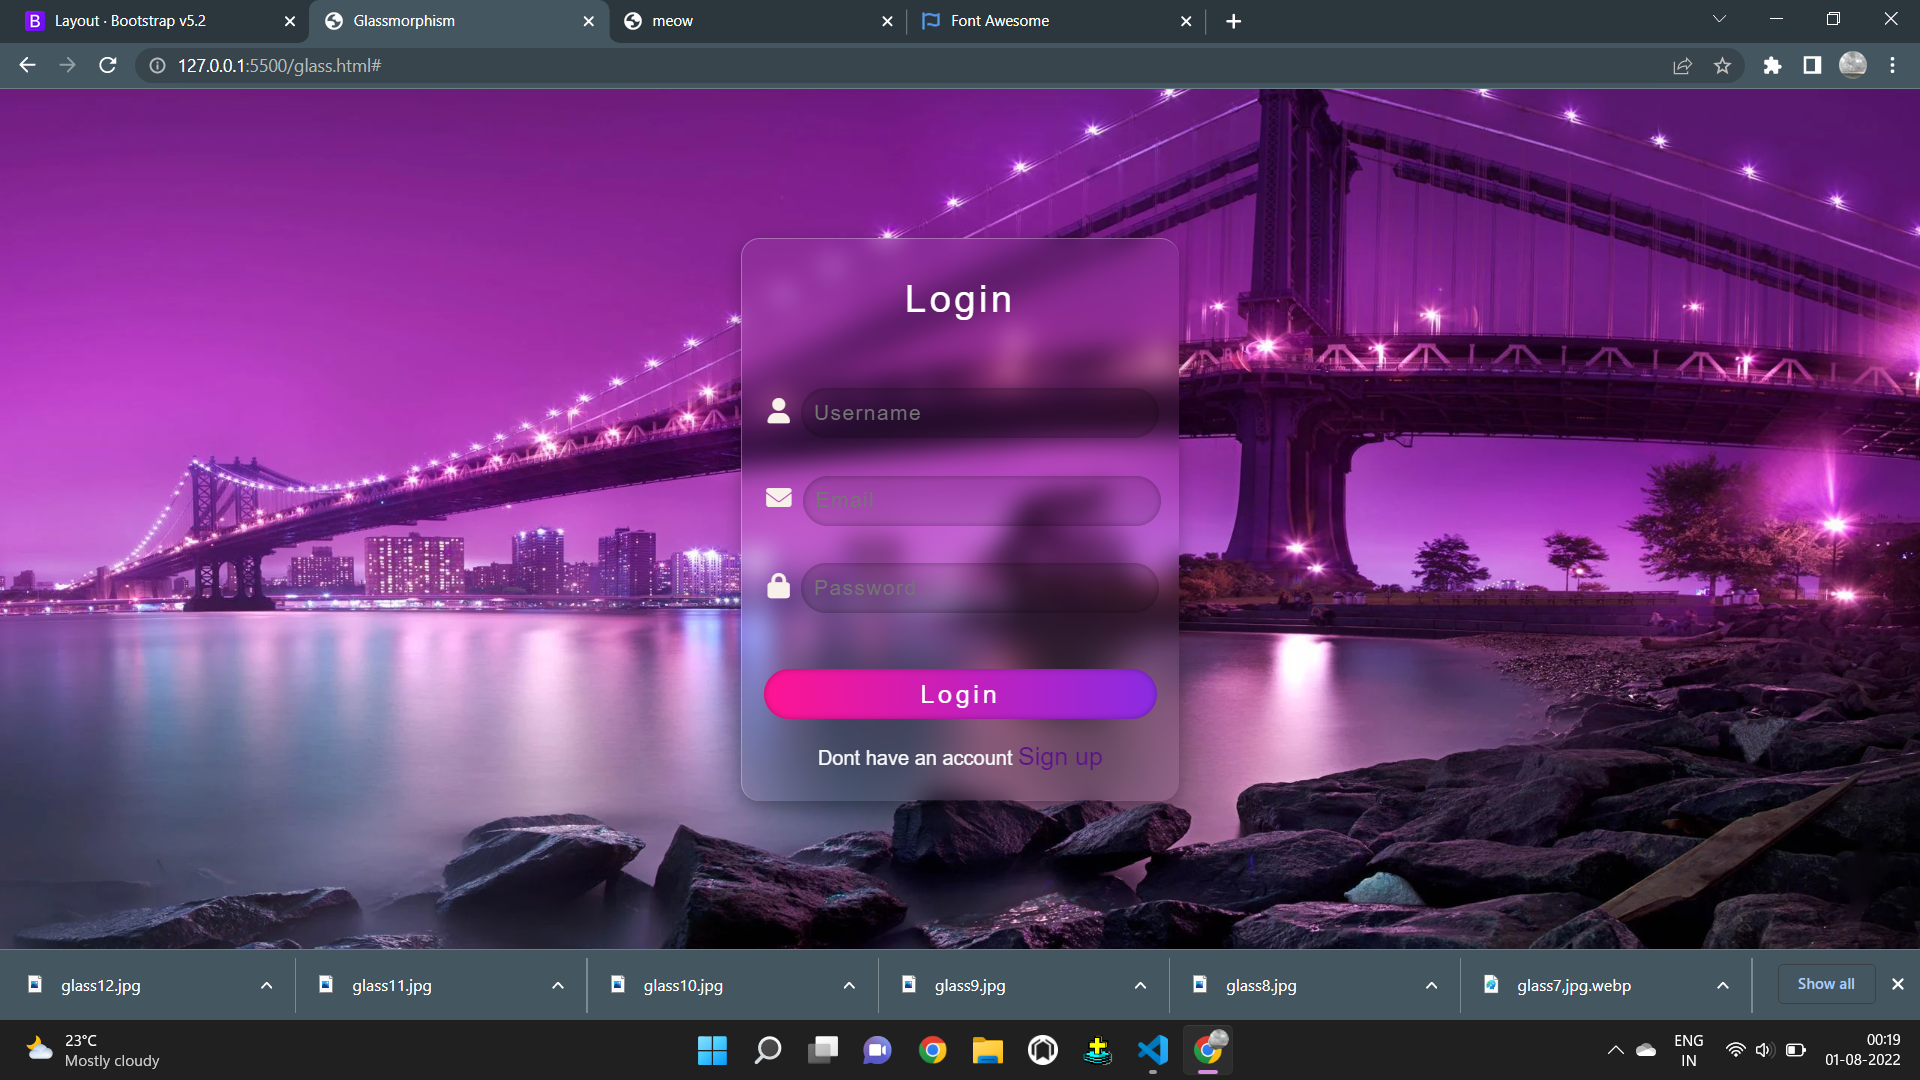 Layout · Bootstrap v5.2
Glassmorphism
meow
Font Awesome
127.0.0.1:5500/glass.html#
Login
Username
Email
Password
Login
Dont have an account Sign up
glass12.jpg
glass11.jpg
glass10.jpg
glass9.jpg
glass8.jpg
glass7.jpg.webp
Show all
23°C
Mostly cloudy
ENG
IN
00:19
01-08-2022